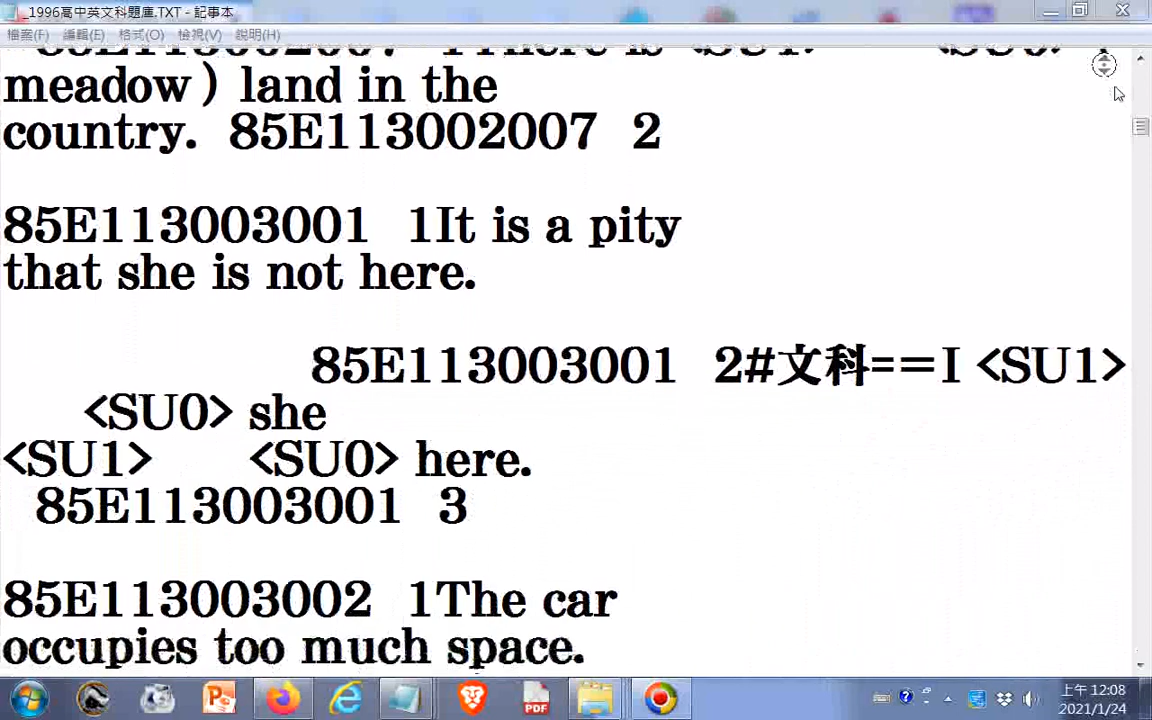 _1996高中英文科題庫.TXT - 記事本
檔案(F) 編輯(E) 格式(O) 檢視(V) 說明(H)
meadow ) land in the
country. 85E113002007 2
85E113003001 1It is a pity
that she is not here.
85E113003001 2#文科==I <SU1>
<SU0> she
<SU1> <SU0> here.
85E113003001 3
85E113003002 1The car
occupies too much space.
PDF
上午 12:08
2021/1/24